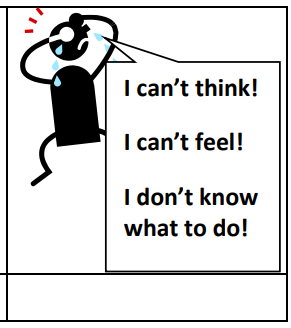 I can’t think!
I can’t feel!
I don’t know
what to do!